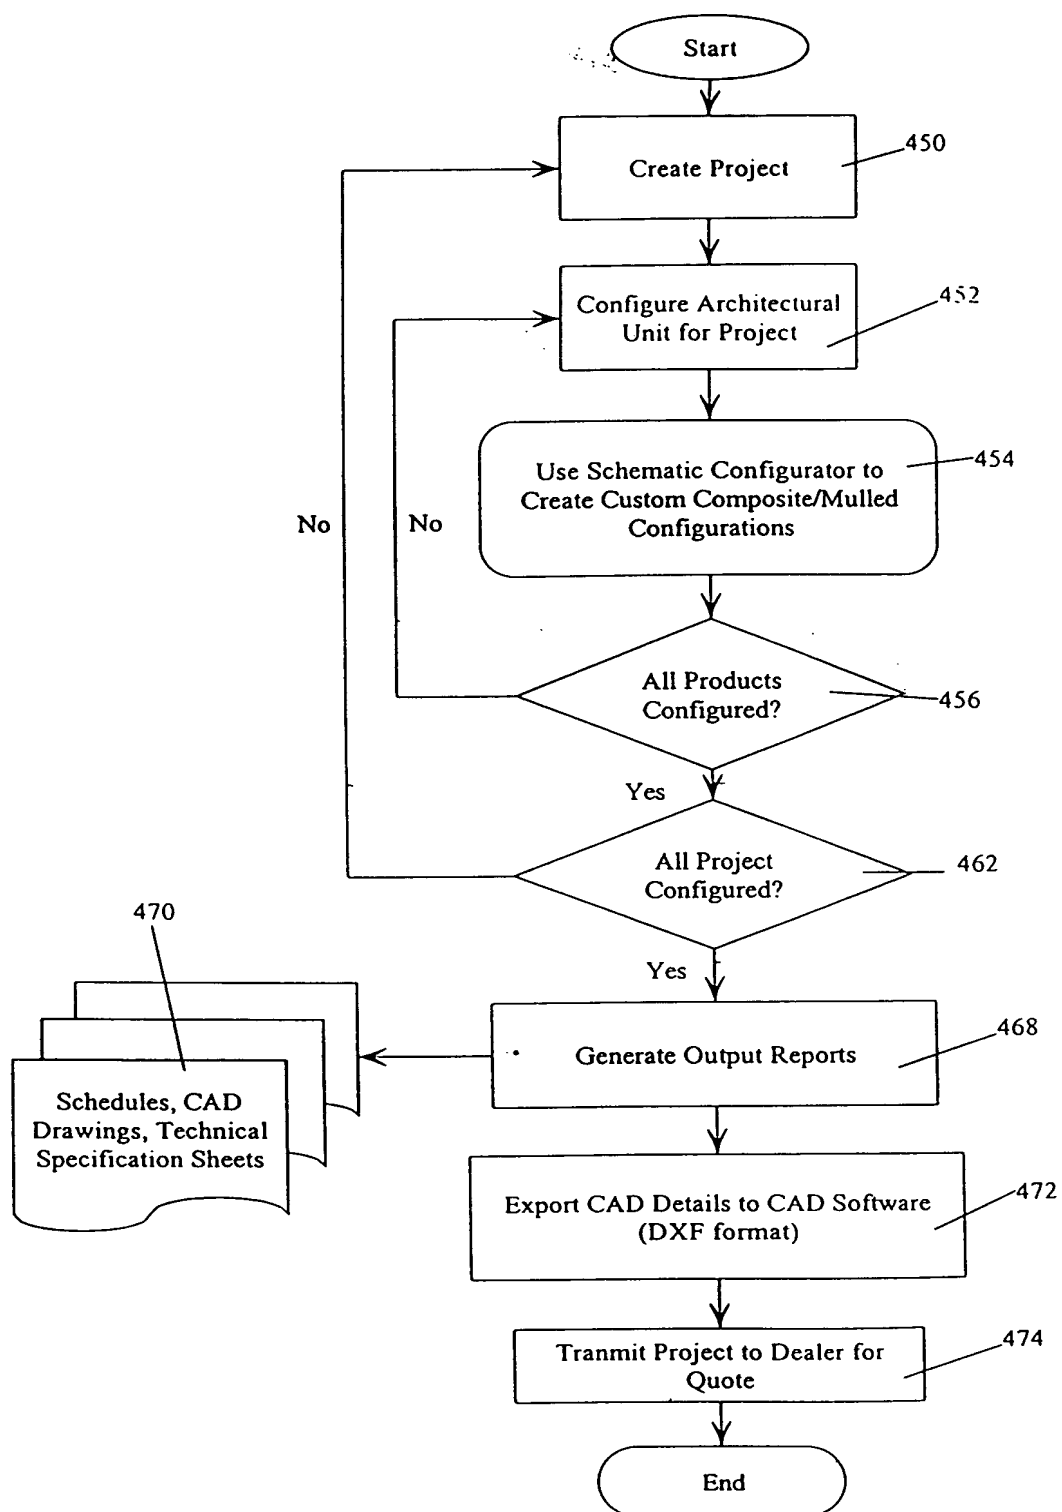 Start
Create Project
450
Configure Architectural
Unit for Project
452
Use Schematic Configurator to
Create Custom Composite/Mulled
Configurations
454
No
No
All Products
Configured?
456
Yes
All Project
Configured?
462
470
Yes
Generate Output Reports
468
Schedules, CAD
Drawings, Technical
Specification Sheets
Export CAD Details to CAD Software
(DXF format)
472
Tranmit Project to Dealer for
Quote
474
End